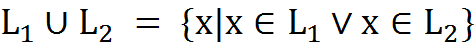 L₁ ∪ L₂ = {x|x ∈ L₁ ∨ x ∈ L₂}